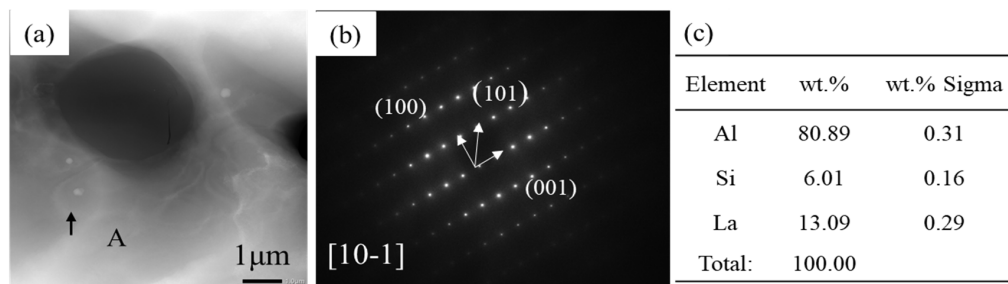 (a)
A
1μm
(b)
(100)
(101)
(001)
[10-1]
(c)
Element wt.% wt.% Sigma
Al 80.89 0.31
Si 6.01 0.16
La 13.09 0.29
Total: 100.00